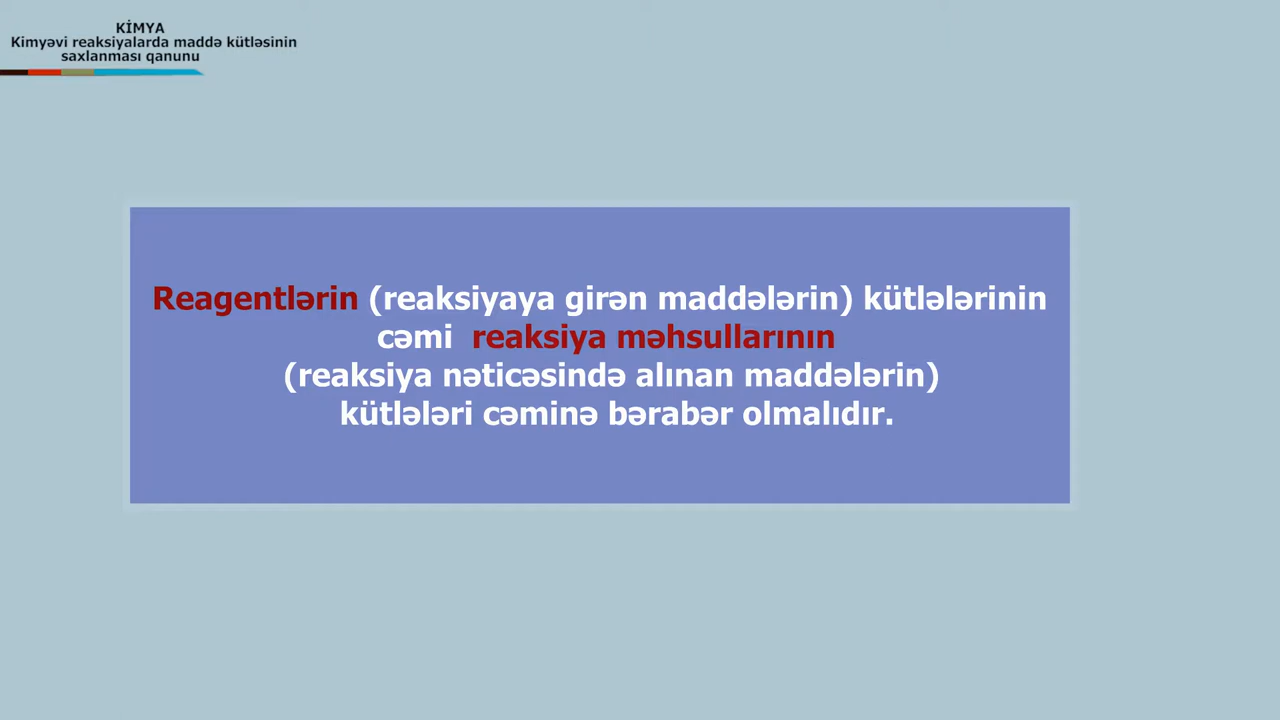 KİMYA
Kimyəvi reaksiyalarda maddə kütləsinin
saxlanması qanunu
Reagentlərin (reaksiyaya girən maddələrin) kütlələrinin
cəmi reaksiya məhsullarının
(reaksiya nəticəsində alınan maddələrin)
kütlələri cəminə bərabər olmalıdır.